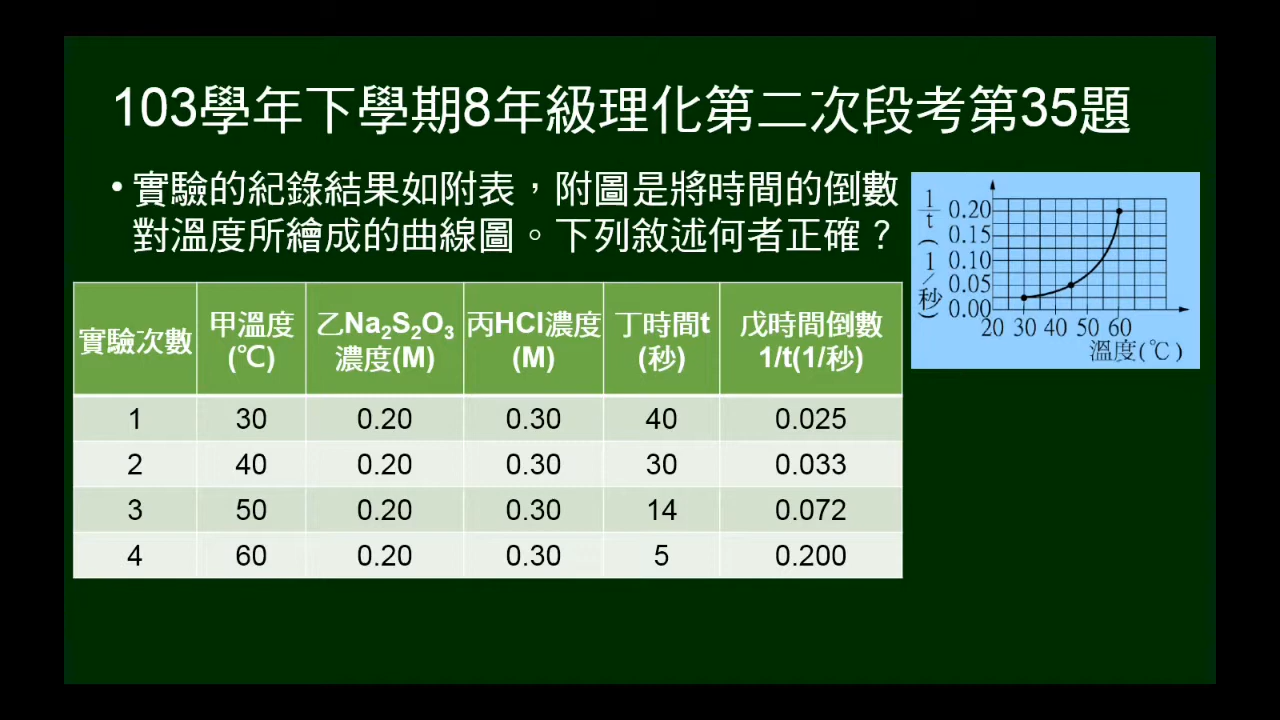 103學年下學期8年級理化第二次段考第35題
• 實驗的紀錄結果如附表，附圖是將時間的倒數
對溫度所繪成的曲線圖。下列敘述何者正確？
實驗次數 甲溫度(℃) 乙Na₂S₂O₃濃度(M) 丙HCl濃度(M) 丁時間t(秒) 戊時間倒數1/t(1/秒)
1 30 0.20 0.30 40 0.025
2 40 0.20 0.30 30 0.033
3 50 0.20 0.30 14 0.072
4 60 0.20 0.30 5 0.200
1/t(1/秒)
0.20
0.15
0.10
0.05
0.00
20 30 40 50 60
溫度(℃)